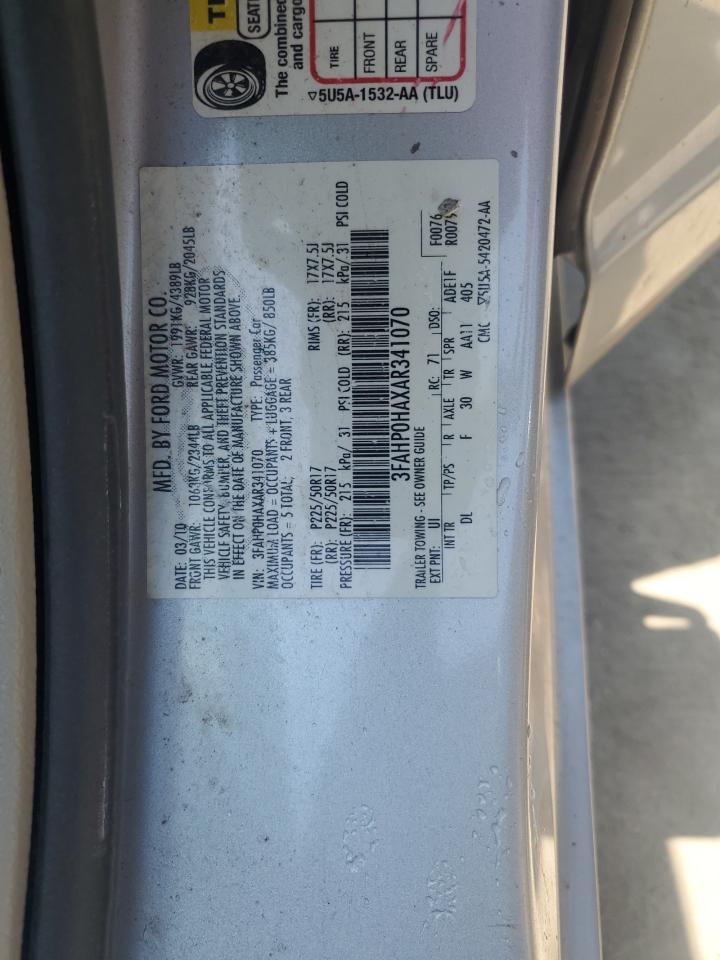 MFD. BY FORD MOTOR CO.
DATE: 03/10 GVWR: 1991KG/4389LB
FRONT GAWR: 1063KG/2344LB REAR GAWR: 928KG/2045LB
THIS VEHICLE CONFORMS TO ALL APPLICABLE FEDERAL MOTOR
VEHICLE SAFETY, BUMPER, AND THEFT PREVENTION STANDARDS
IN EFFECT ON THE DATE OF MANUFACTURE SHOWN ABOVE.
VIN: 3FAHP0HAXAR341070 TYPE: Passenger Car
MAXIMUM LOAD = OCCUPANTS + LUGGAGE = 385KG/ 850LB
OCCUPANTS = 5 TOTAL; 2 FRONT, 3 REAR
TIRE (FR): P225/50R17 RIMS (FR): 17X7.5J
(RR): P225/50R17 (RR): 17X7.5J
PRESSURE (FR): 215 kPa/ 31 PSI COLD (RR): 215 kPa/ 31 PSI COLD
3FAHP0HAXAR341070
TRAILER TOWING - SEE OWNER GUIDE F0076
EXT PNT: UI RC: 71 DSO: R0075
INT TR TP/PS R AXLE TR SPR ADE1F
DL F 30 W AA11 405
CMC ▽5U5A-5420472-AA
SEATI
The combined
and cargo
TIRE
FRONT
REAR
SPARE
▽5U5A-1532-AA (TLU)